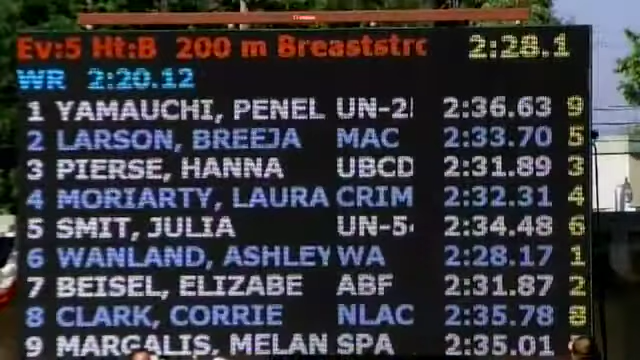 Ev:5 Ht:B 200 m Breaststro 2:28.1
WR 2:20.12
1 YAMAUCHI, PENEL UN-2 2:36.63 9
2 LARSON, BREEJA MAC 2:33.70 5
3 PIERSE, HANNA UBCD 2:31.89 3
4 MORIARTY, LAURA CRIM 2:32.31 4
5 SMIT, JULIA UN-5 2:34.48 6
6 WANLAND, ASHLEY WA 2:28.17 1
7 BEISEL, ELIZABE ABF 2:31.87 2
8 CLARK, CORRIE NLAC 2:35.78 8
9 MARGALIS, MELAN SPA 2:35.01